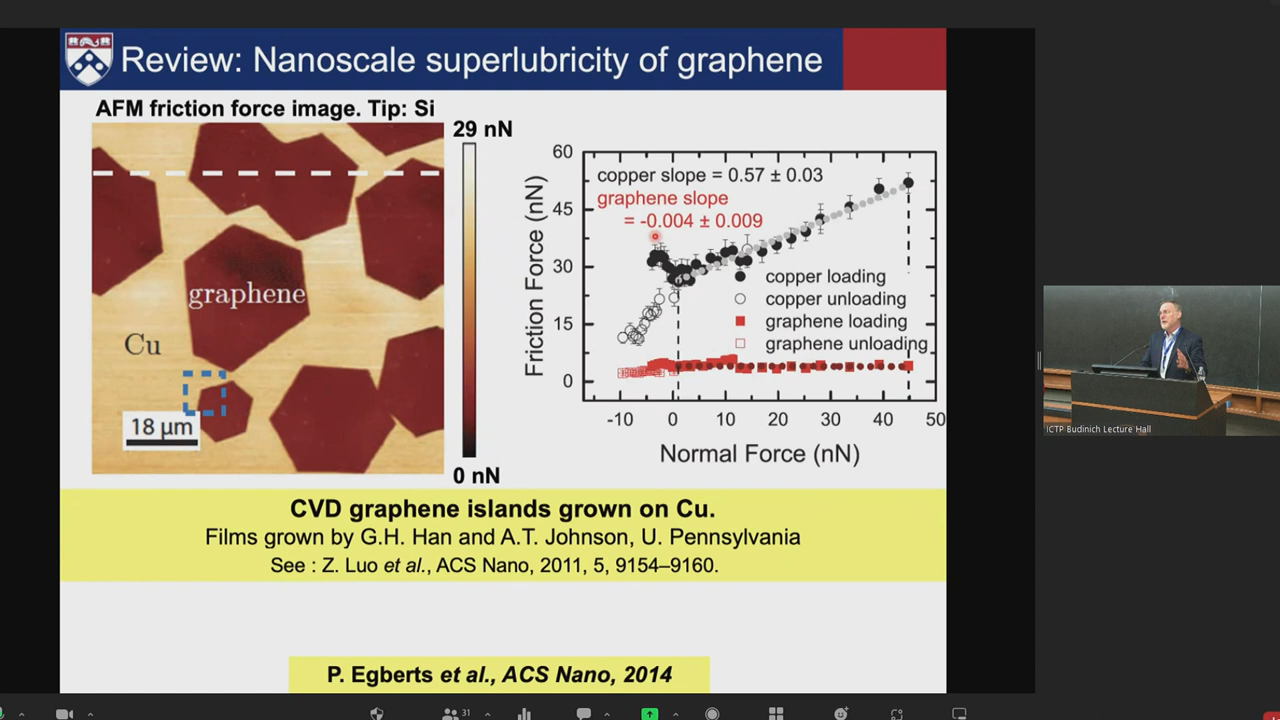 Review: Nanoscale superlubricity of graphene
AFM friction force image. Tip: Si
29 nN
graphene
Cu
18 µm
0 nN
60
45
30
15
0
Friction Force (nN)
copper slope = 0.57 ± 0.03
graphene slope
= -0.004 ± 0.009
copper loading
copper unloading
graphene loading
graphene unloading
-10
0
10
20
30
40
50
Normal Force (nN)
CVD graphene islands grown on Cu.
Films grown by G.H. Han and A.T. Johnson, U. Pennsylvania
See : Z. Luo et al., ACS Nano, 2011, 5, 9154–9160.
P. Egberts et al., ACS Nano, 2014
ICTP Budinich Lecture Hall
31